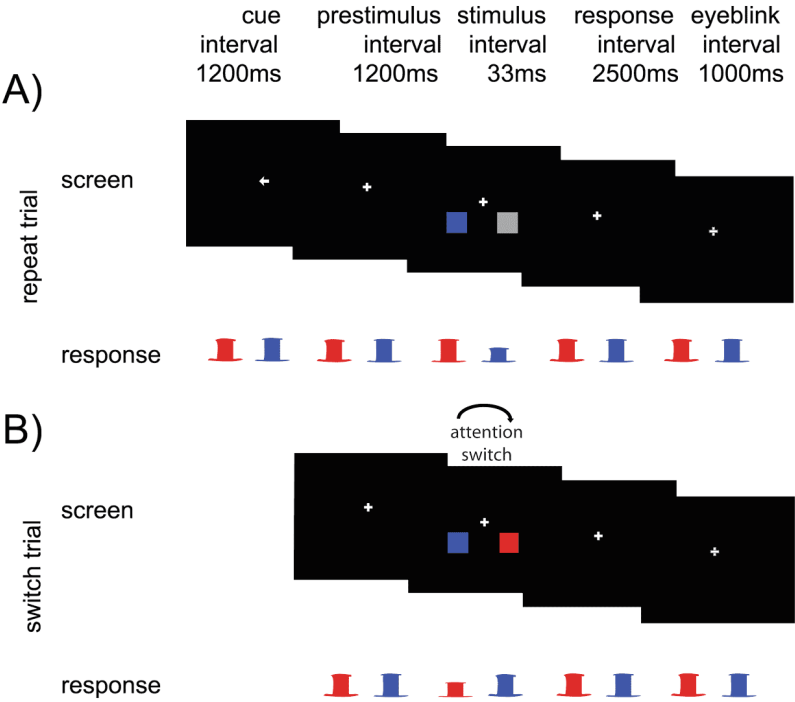 cue prestimulus stimulus response eyeblink
interval interval interval interval interval
1200ms 1200ms 33ms 2500ms 1000ms
A)
screen
repeat trial
response
B)
attention
switch
screen
switch trial
response